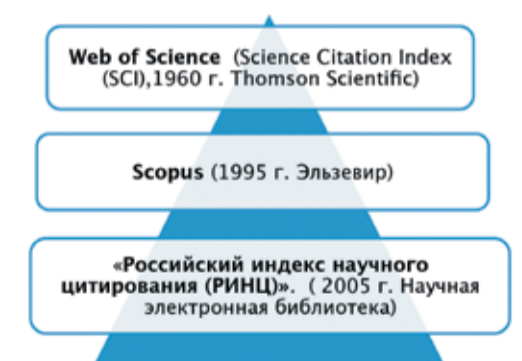 Web of Science (Science Citation Index
(SCI),1960 г. Thomson Scientific)
Scopus (1995 г. Эльзевир)
«Российский индекс научного
цитирования (РИНЦ)». ( 2005 г. Научная
электронная библиотека)